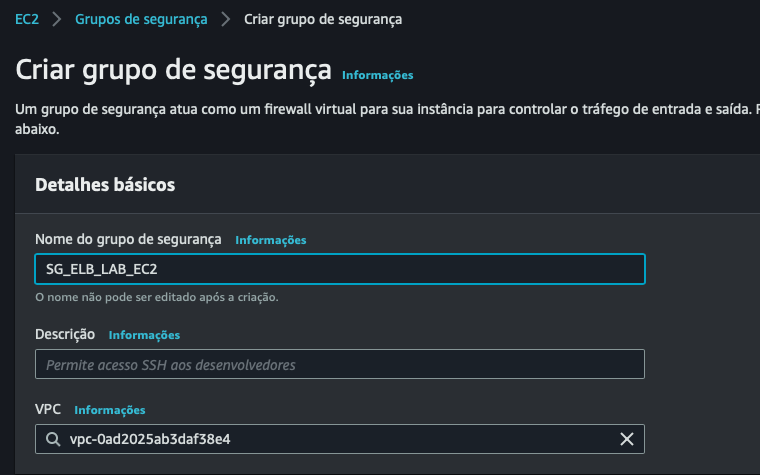 EC2 > Grupos de segurança > Criar grupo de segurança
Criar grupo de segurança Informações
Um grupo de segurança atua como um firewall virtual para sua instância para controlar o tráfego de entrada e saída.
abaixo.
Detalhes básicos
Nome do grupo de segurança Informações
SG_ELB_LAB_EC2
O nome não pode ser editado após a criação.
Descrição Informações
Permite acesso SSH aos desenvolvedores
VPC Informações
vpc-0ad2025ab3daf38e4